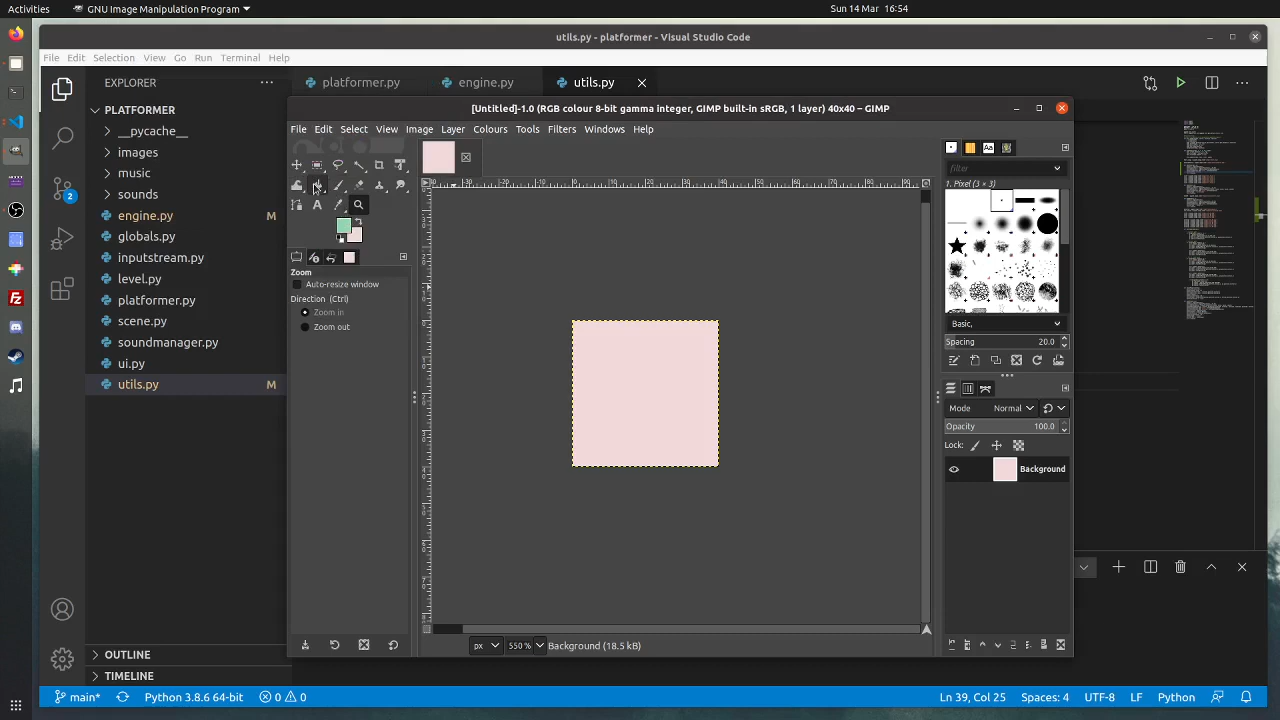 Activities
GNU Image Manipulation Program
Sun 14 Mar 16:54
utils.py - platformer - Visual Studio Code
File Edit Selection View Go Run Terminal Help
EXPLORER
platformer.py
engine.py
utils.py
PLATFORMER
__pycache__
images
music
sounds
engine.py M
globals.py
inputstream.py
level.py
platformer.py
scene.py
soundmanager.py
ui.py
utils.py M
OUTLINE
TIMELINE
2
[Untitled]-1.0 (RGB colour 8-bit gamma integer, GIMP built-in sRGB, 1 layer) 40x40 – GIMP
File Edit Select View Image Layer Colours Tools Filters Windows Help
Zoom
Auto-resize window
Direction (Ctrl)
Zoom in
Zoom out
px
550 %
Background (18.5 kB)
filter
1. Pixel (3 × 3)
Basic,
Spacing 20.0
Mode Normal
Opacity 100.0
Lock:
Background
main*
Python 3.8.6 64-bit
0 0
Ln 39, Col 25
Spaces: 4
UTF-8
LF
Python